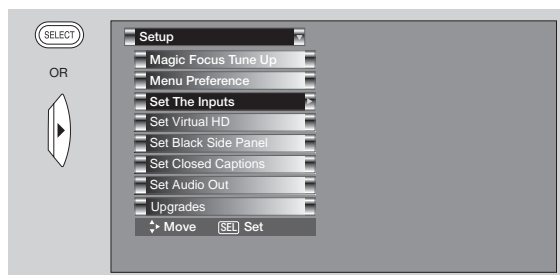 SELECT
OR
Setup
Magic Focus Tune Up
Menu Preference
Set The Inputs
Set Virtual HD
Set Black Side Panel
Set Closed Captions
Set Audio Out
Upgrades
Move SEL Set